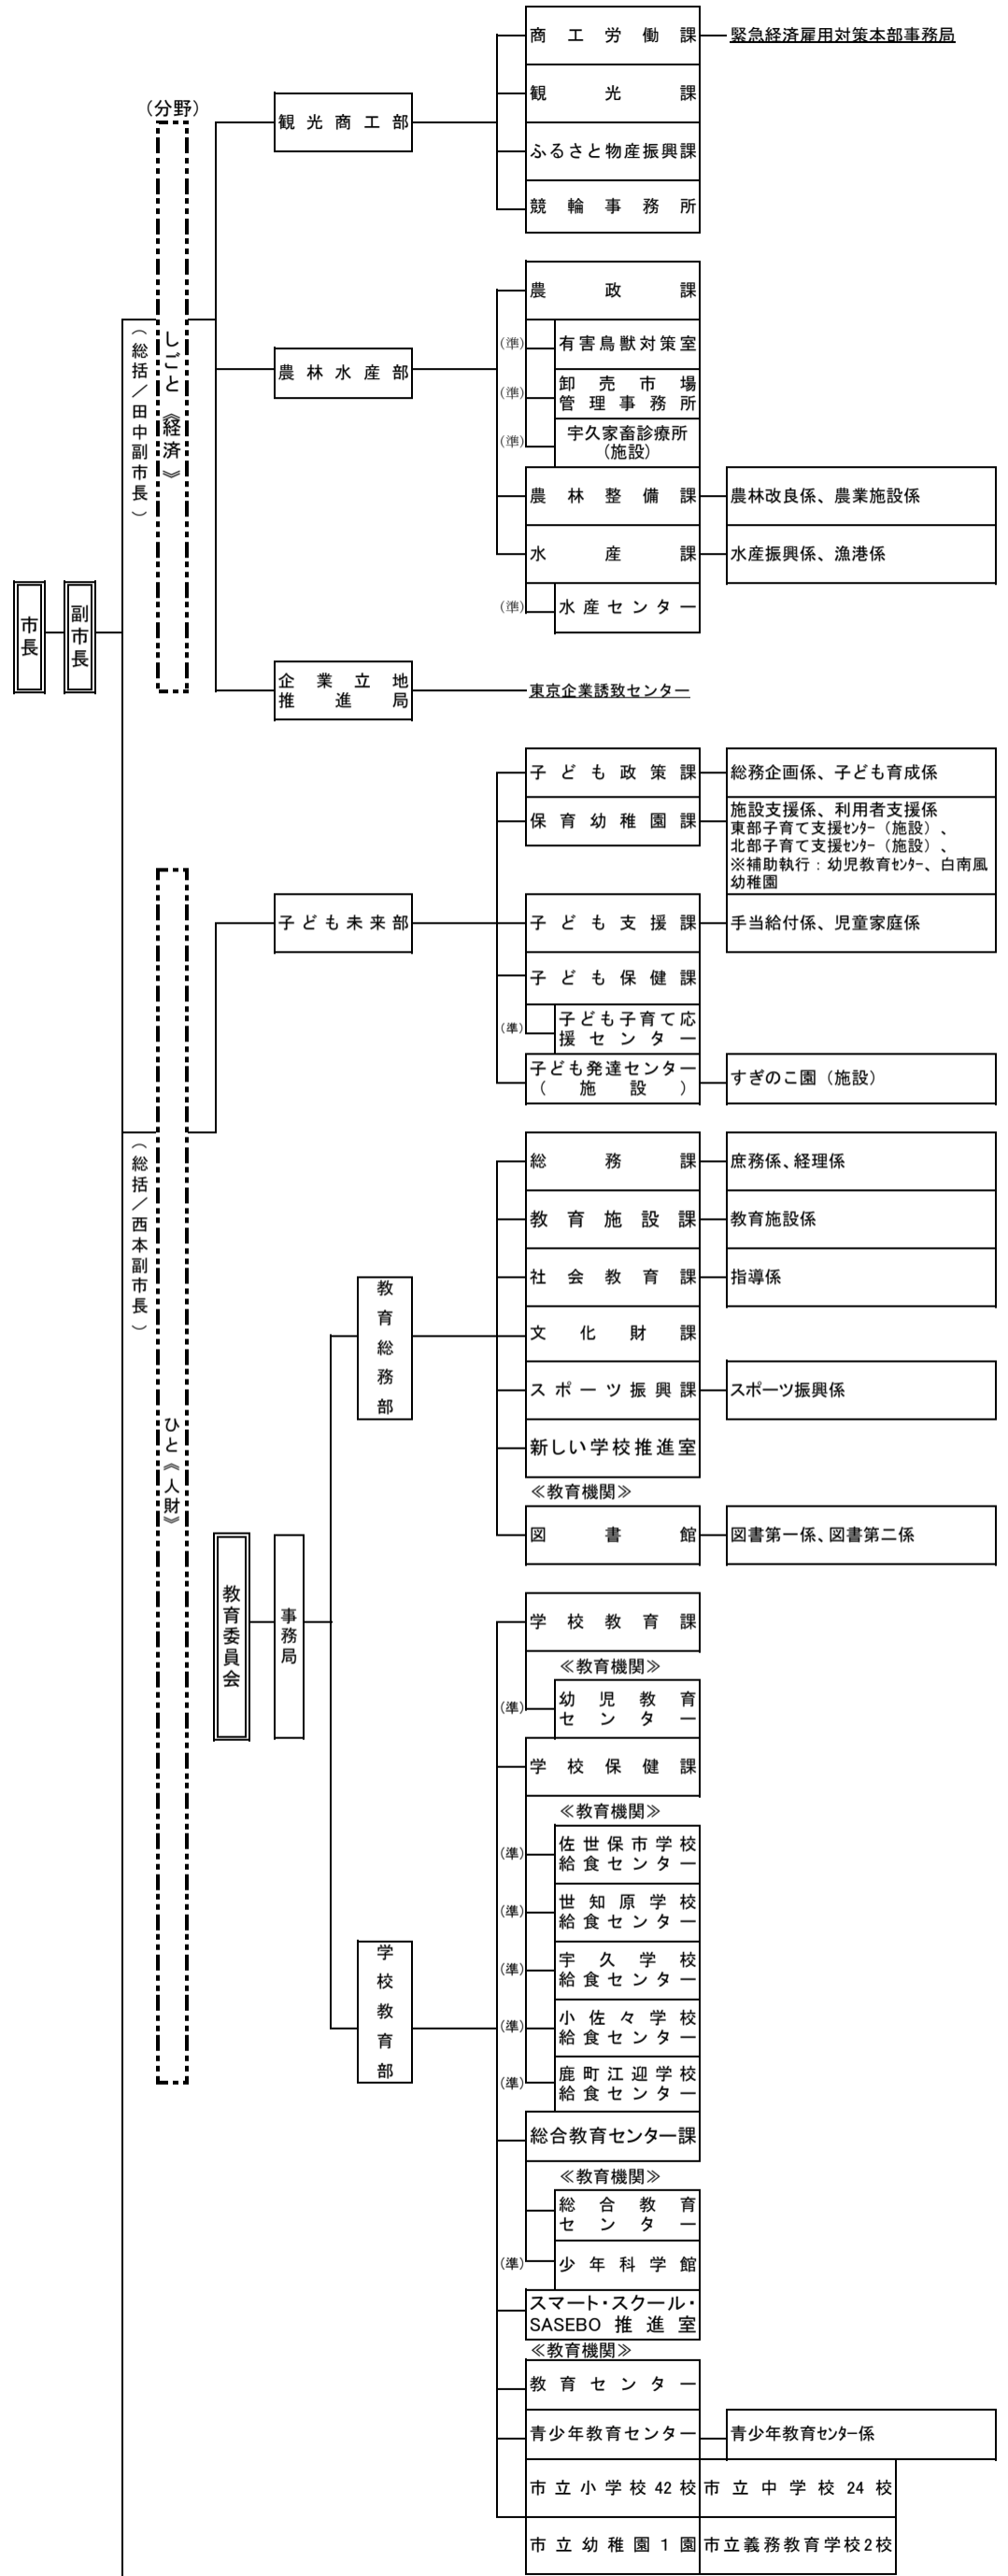 商工労働課
緊急経済雇用対策本部事務局
(分野)
観光商工部
観光課
ふるさと物産振興課
競輪事務所
農政課
(準)
有害鳥獣対策室
農林水産部
(準)
卸売市場
管理事務所
(準)
宇久家畜診療所
(施設)
農林整備課
農林改良係、農業施設係
水産課
水産振興係、漁港係
(準)
水産センター
(総括/田中副市長)
しごと《経済》
市長
副市長
企業立地
推進局
東京企業誘致センター
子ども政策課
総務企画係、子ども育成係
保育幼稚園課
施設支援係、利用者支援係
東部子育て支援ｾﾝﾀｰ(施設)、
北部子育て支援ｾﾝﾀｰ(施設)、
※補助執行:幼児教育ｾﾝﾀｰ、白南風
幼稚園
子ども未来部
子ども支援課
手当給付係、児童家庭係
子ども保健課
(準)
子ども子育て応
援センター
子ども発達センター
(施設)
すぎのこ園(施設)
(総括/西本副市長)
ひと《人財》
総務課
庶務係、経理係
教育施設課
教育施設係
社会教育課
指導係
教育総務部
文化財課
スポーツ振興課
スポーツ振興係
新しい学校推進室
≪教育機関≫
図書館
図書第一係、図書第二係
教育委員会
事務局
学校教育課
≪教育機関≫
(準)
幼児教育
センター
学校保健課
≪教育機関≫
(準)
佐世保市学校
給食センター
(準)
世知原学校
給食センター
(準)
宇久学校
給食センター
学校教育部
(準)
小佐々学校
給食センター
(準)
鹿町江迎学校
給食センター
総合教育センター課
≪教育機関≫
総合教育
センター
(準)
少年科学館
スマート・スクール・
SASEBO 推進室
≪教育機関≫
教育センター
青少年教育センター
青少年教育ｾﾝﾀｰ係
市立小学校 42 校
市立中学校 24 校
市立幼稚園 1 園
市立義務教育学校 2 校